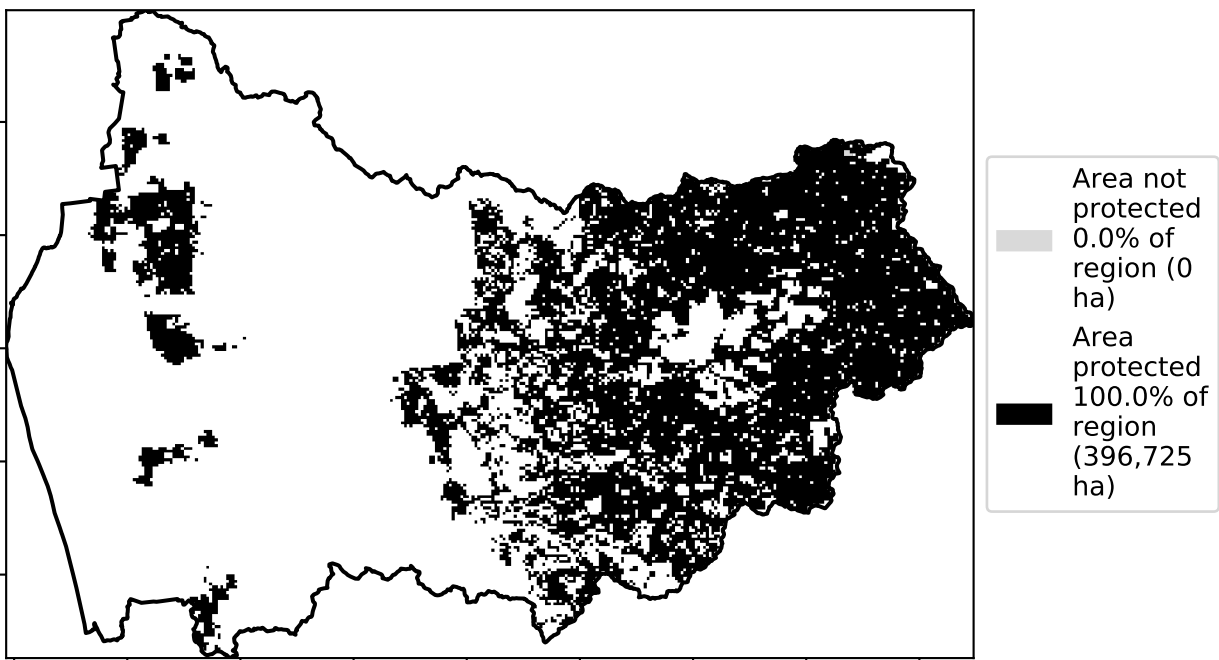 Area not
protected
0.0% of
region (0
ha)
Area
protected
100.0% of
region
(396,725
ha)